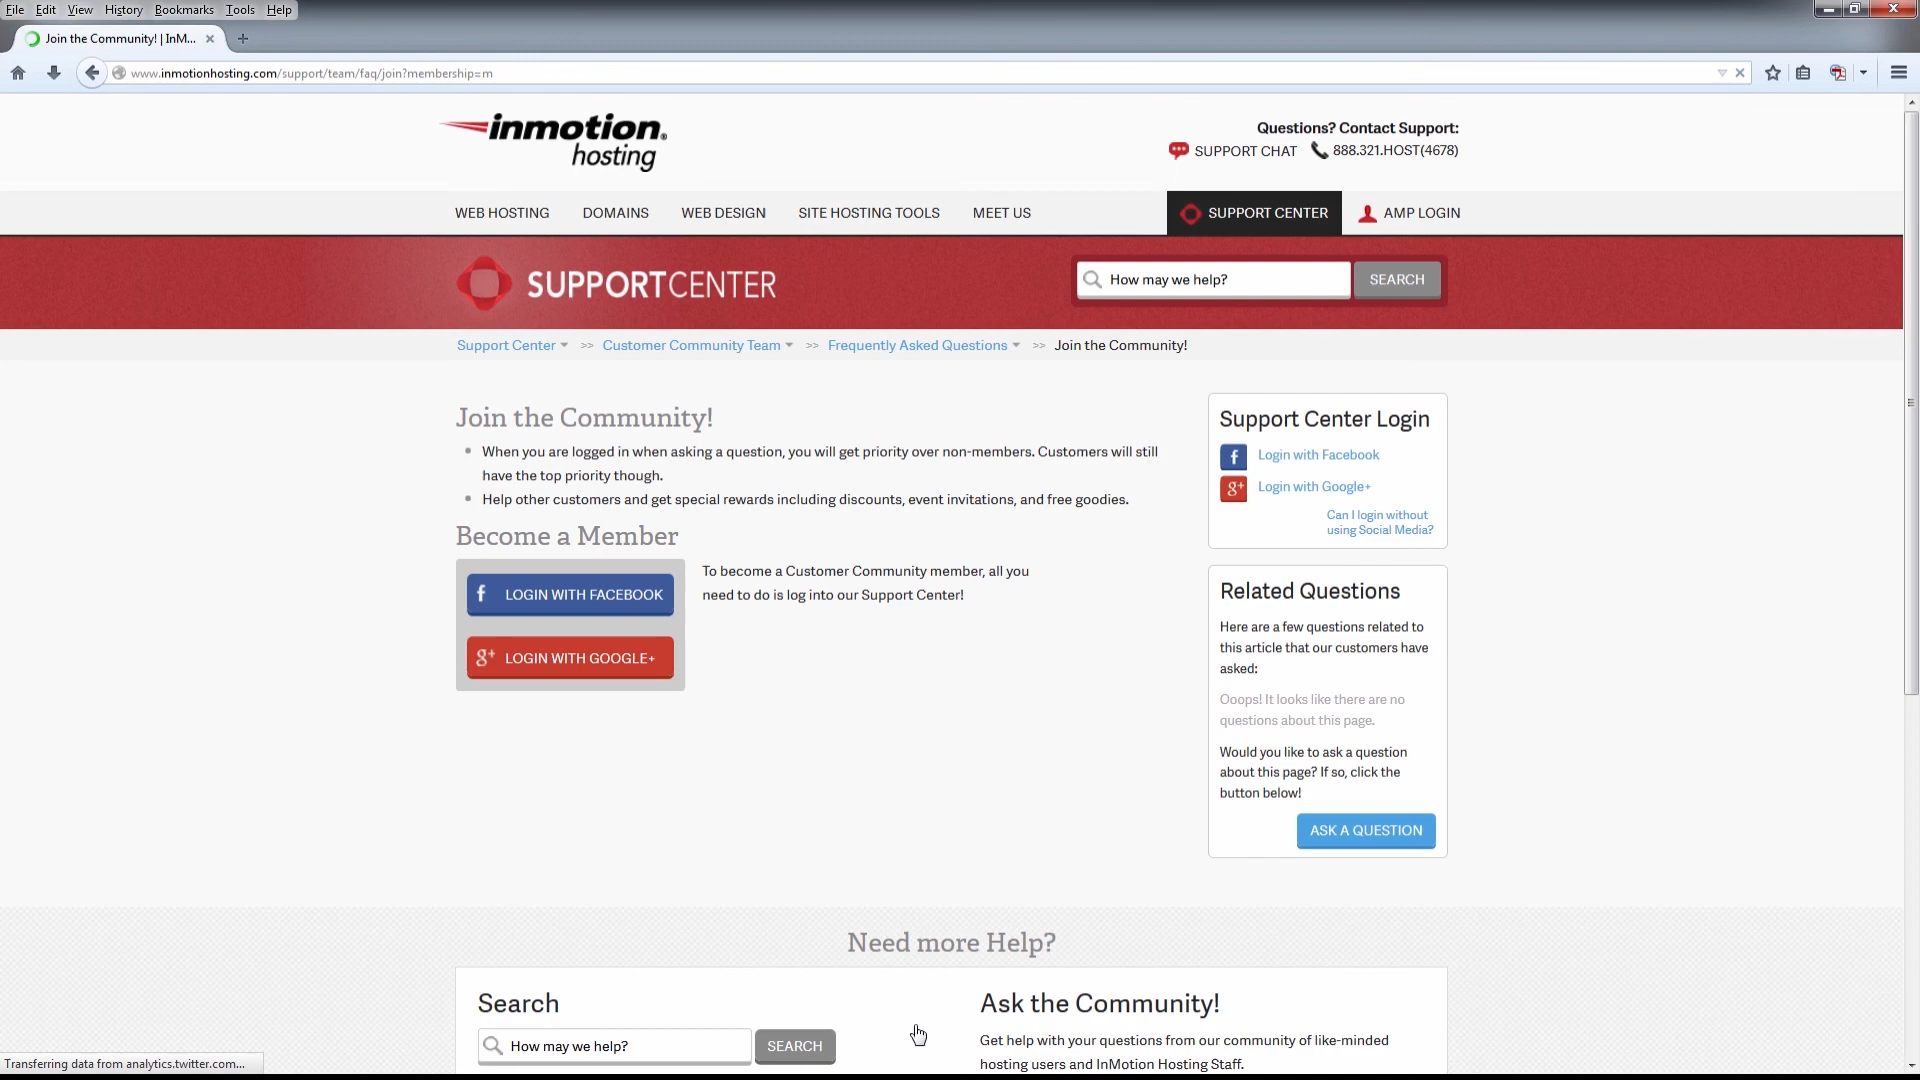 File Edit View History Bookmarks Tools Help
Join the Community! | InM...
www.inmotionhosting.com/support/team/faq/join?membership=m
inmotion®
hosting
Questions? Contact Support:
SUPPORT CHAT 888.321.HOST(4678)
WEB HOSTING DOMAINS WEB DESIGN SITE HOSTING TOOLS MEET US SUPPORT CENTER AMP LOGIN
SUPPORTCENTER
How may we help? SEARCH
Support Center >> Customer Community Team >> Frequently Asked Questions >> Join the Community!
Join the Community!
When you are logged in when asking a question, you will get priority over non-members. Customers will still
have the top priority though.
Help other customers and get special rewards including discounts, event invitations, and free goodies.
Become a Member
f LOGIN WITH FACEBOOK
g+ LOGIN WITH GOOGLE+
To become a Customer Community member, all you
need to do is log into our Support Center!
Support Center Login
f Login with Facebook
g+ Login with Google+
Can I login without
using Social Media?
Related Questions
Here are a few questions related to
this article that our customers have
asked:
Ooops! It looks like there are no
questions about this page.
Would you like to ask a question
about this page? If so, click the
button below!
ASK A QUESTION
Need more Help?
Search
How may we help? SEARCH
Ask the Community!
Get help with your questions from our community of like-minded
hosting users and InMotion Hosting Staff.
Transferring data from analytics.twitter.com...